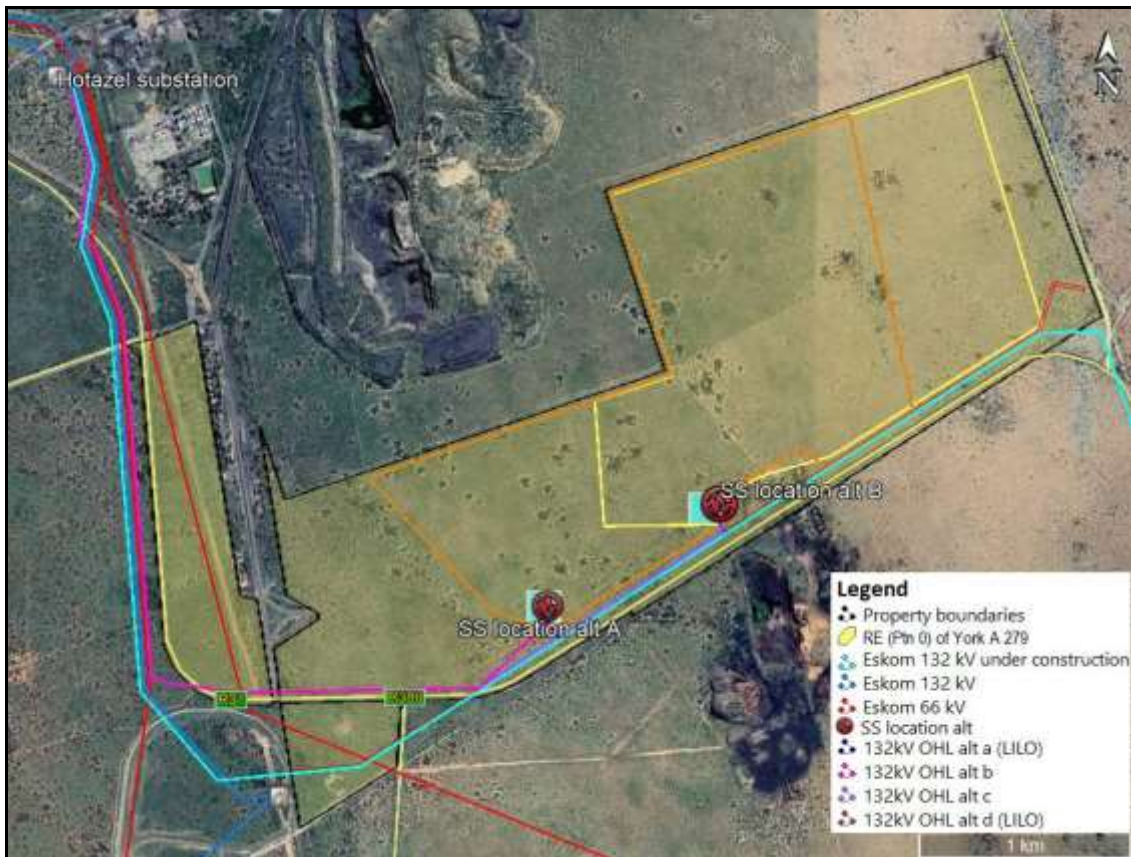 Hotazel substation
N
SS location alt B
SS location alt A
Legend
Property boundaries
RE (Ptn 0) of York A 279
Eskom 132 kV under construction
Eskom 132 kV
Eskom 66 kV
SS location alt
132kV OHL alt a (LILO)
132kV OHL alt b
132kV OHL alt c
132kV OHL alt d (LILO)
1 km